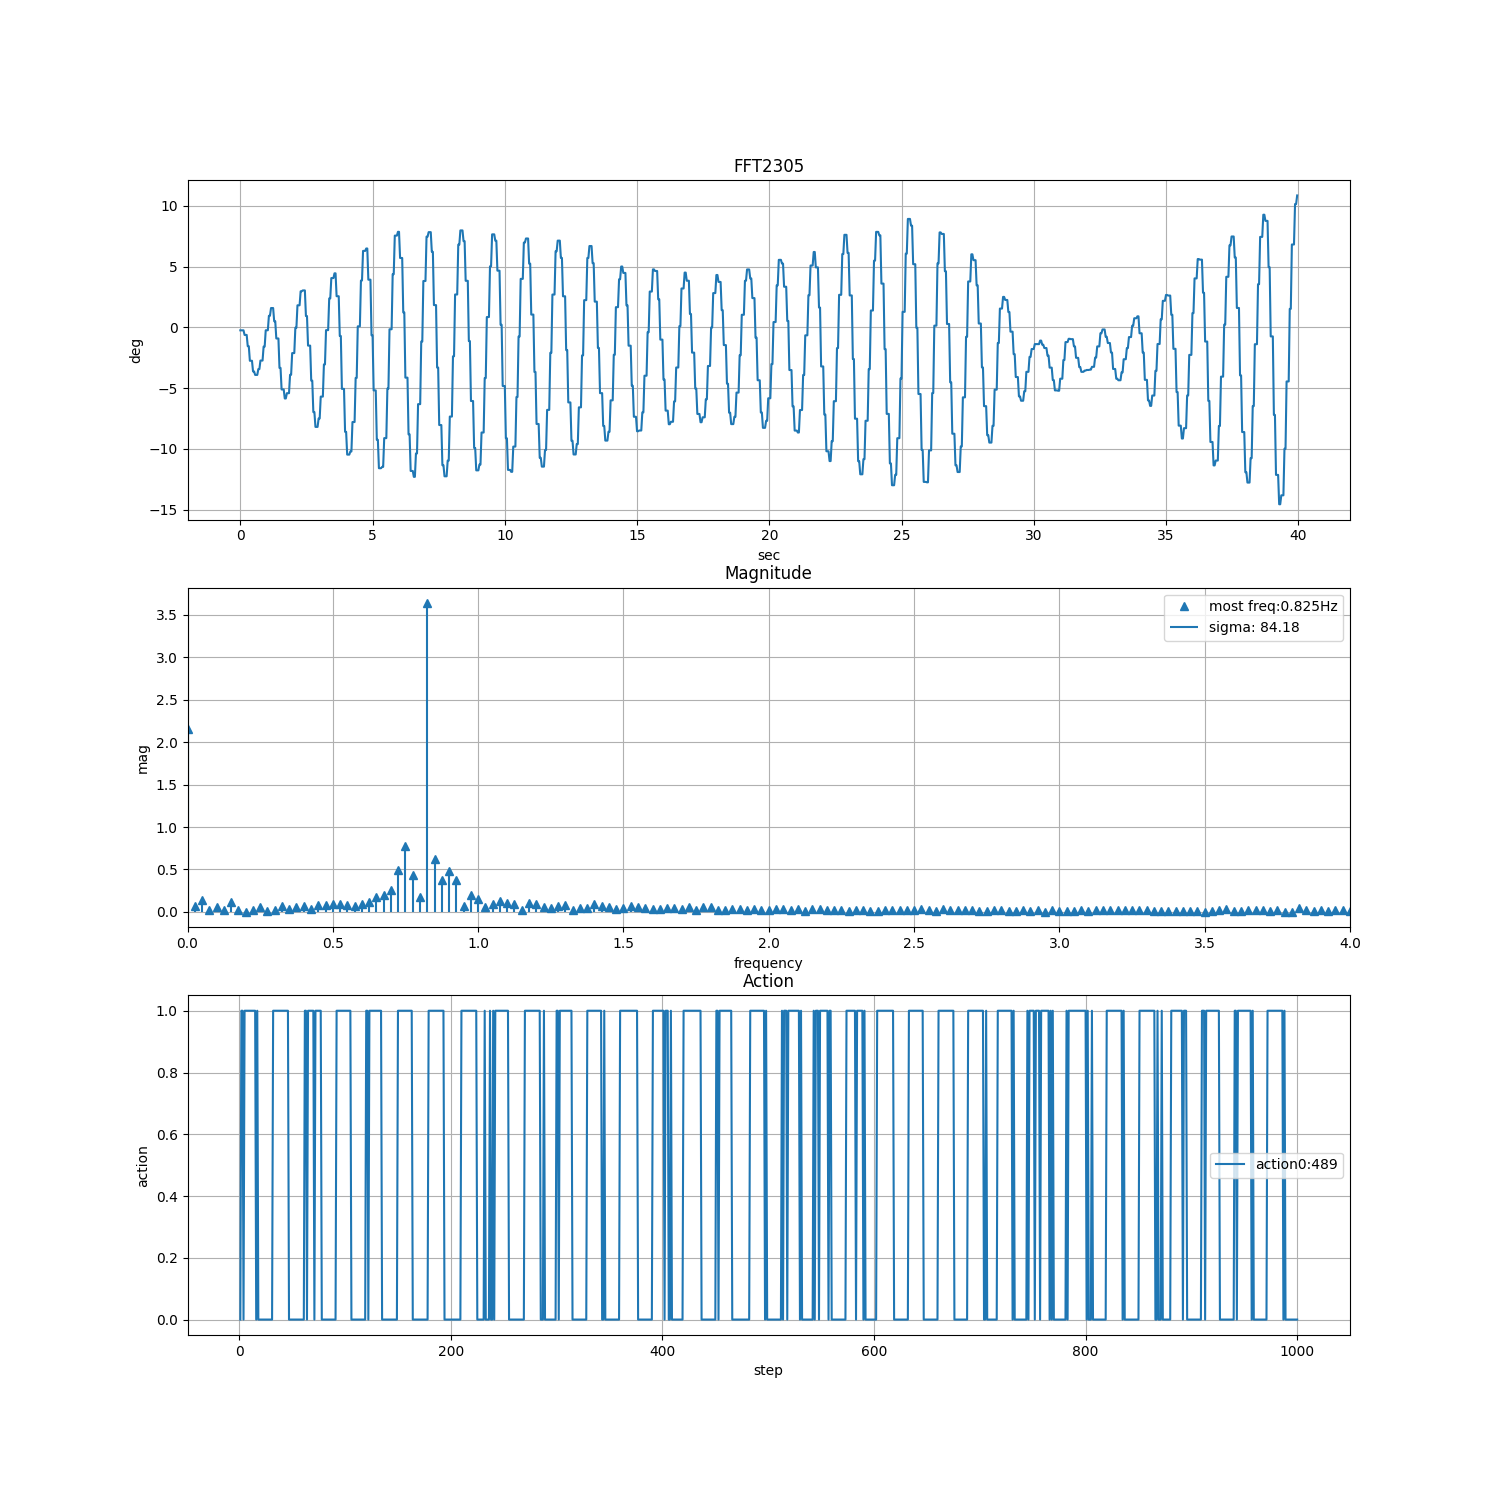 FFT2305
10
5
0
−5
−10
−15
deg
0 5 10 15 20 25 30 35 40
sec
Magnitude
most freq:0.825Hz
sigma: 84.18
3.5
3.0
2.5
2.0
1.5
1.0
0.5
0.0
mag
0.0 0.5 1.0 1.5 2.0 2.5 3.0 3.5 4.0
frequency
Action
1.0
0.8
0.6
0.4
0.2
0.0
action
action0:489
0 200 400 600 800 1000
step